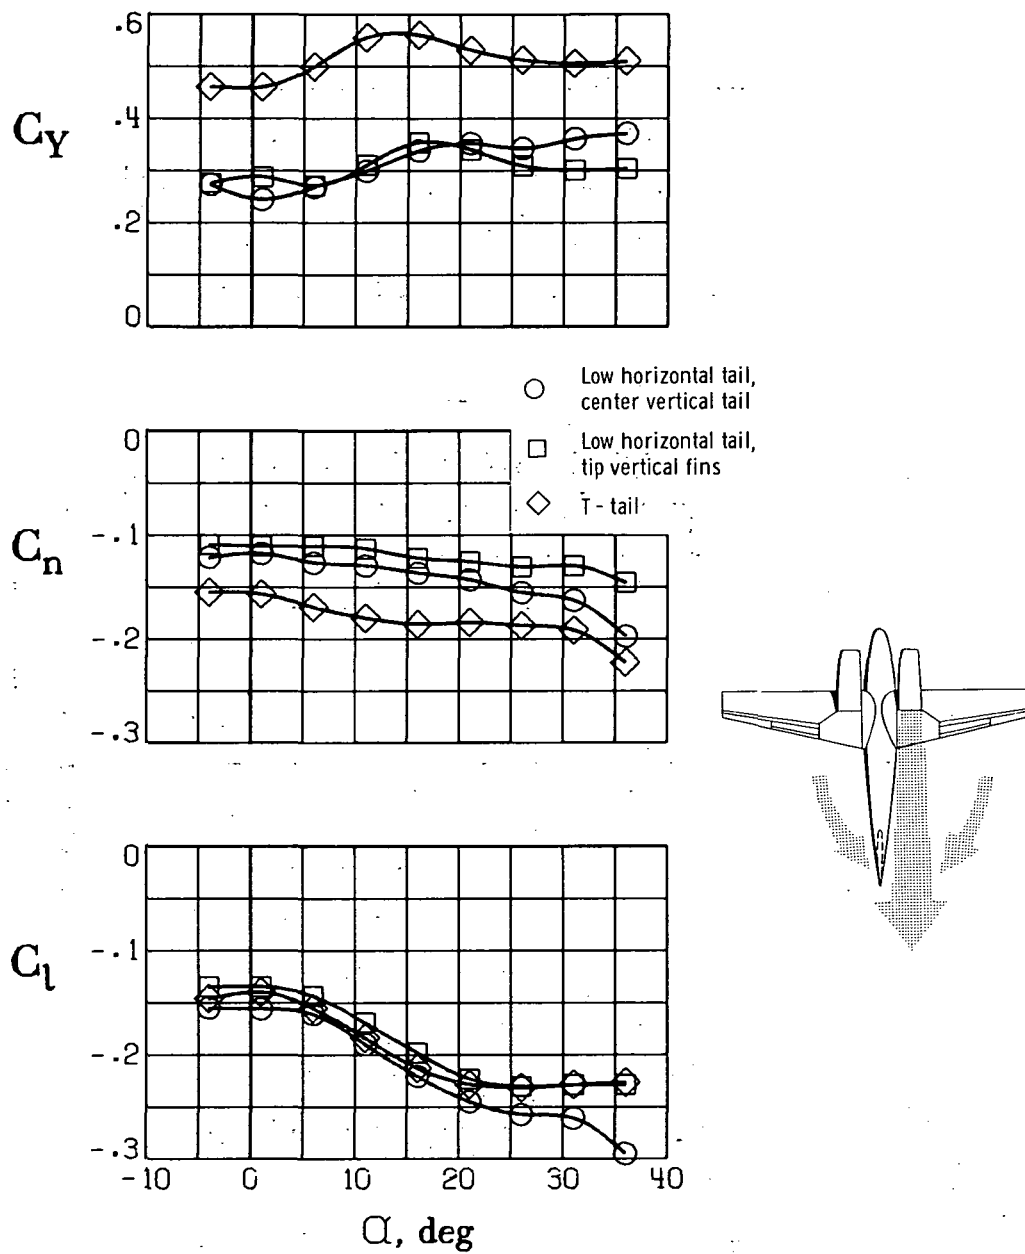 .6
C_Y
.4
.2
0
Low horizontal tail,
center vertical tail
Low horizontal tail,
tip vertical fins
T - tail
0
C_n
-.1
-.2
-.3
0
C_l
-.1
-.2
-.3
-10 0 10 20 30 40
α, deg